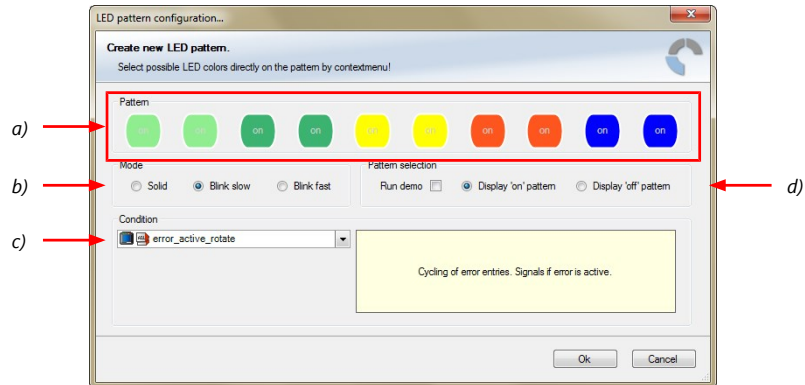 LED pattern configuration...
Create new LED pattern.
Select possible LED colors directly on the pattern by contextmenu!
Pattern
a) on on on on on on on on on on
Mode Pattern selection
b) Solid Blink slow Blink fast Run demo Display 'on' pattern Display 'off' pattern d)
Condition
c) error_active_rotate
Cycling of error entries. Signals if error is active.
Ok Cancel